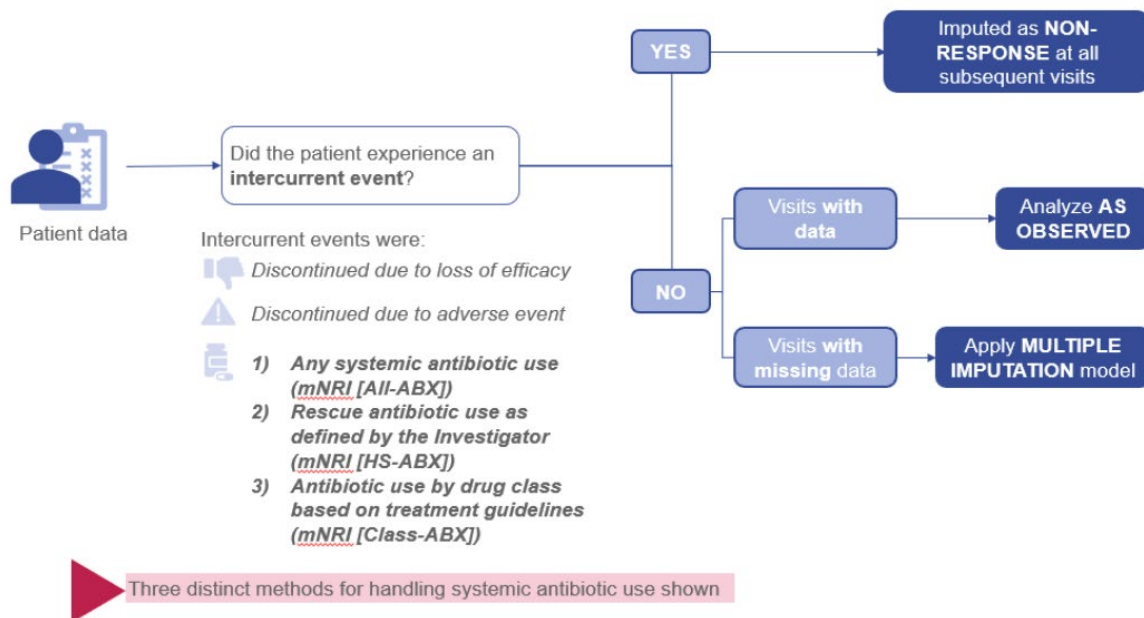 YES
Imputed as NON-
RESPONSE at all
subsequent visits
Did the patient experience an
intercurrent event?
Patient data
Intercurrent events were:
Discontinued due to loss of efficacy
Discontinued due to adverse event
1) Any systemic antibiotic use
(mNRI [All-ABX])
2) Rescue antibiotic use as
defined by the Investigator
(mNRI [HS-ABX])
3) Antibiotic use by drug class
based on treatment guidelines
(mNRI [Class-ABX])
NO
Visits with
data
Analyze AS
OBSERVED
Visits with
missing data
Apply MULTIPLE
IMPUTATION model
Three distinct methods for handling systemic antibiotic use shown